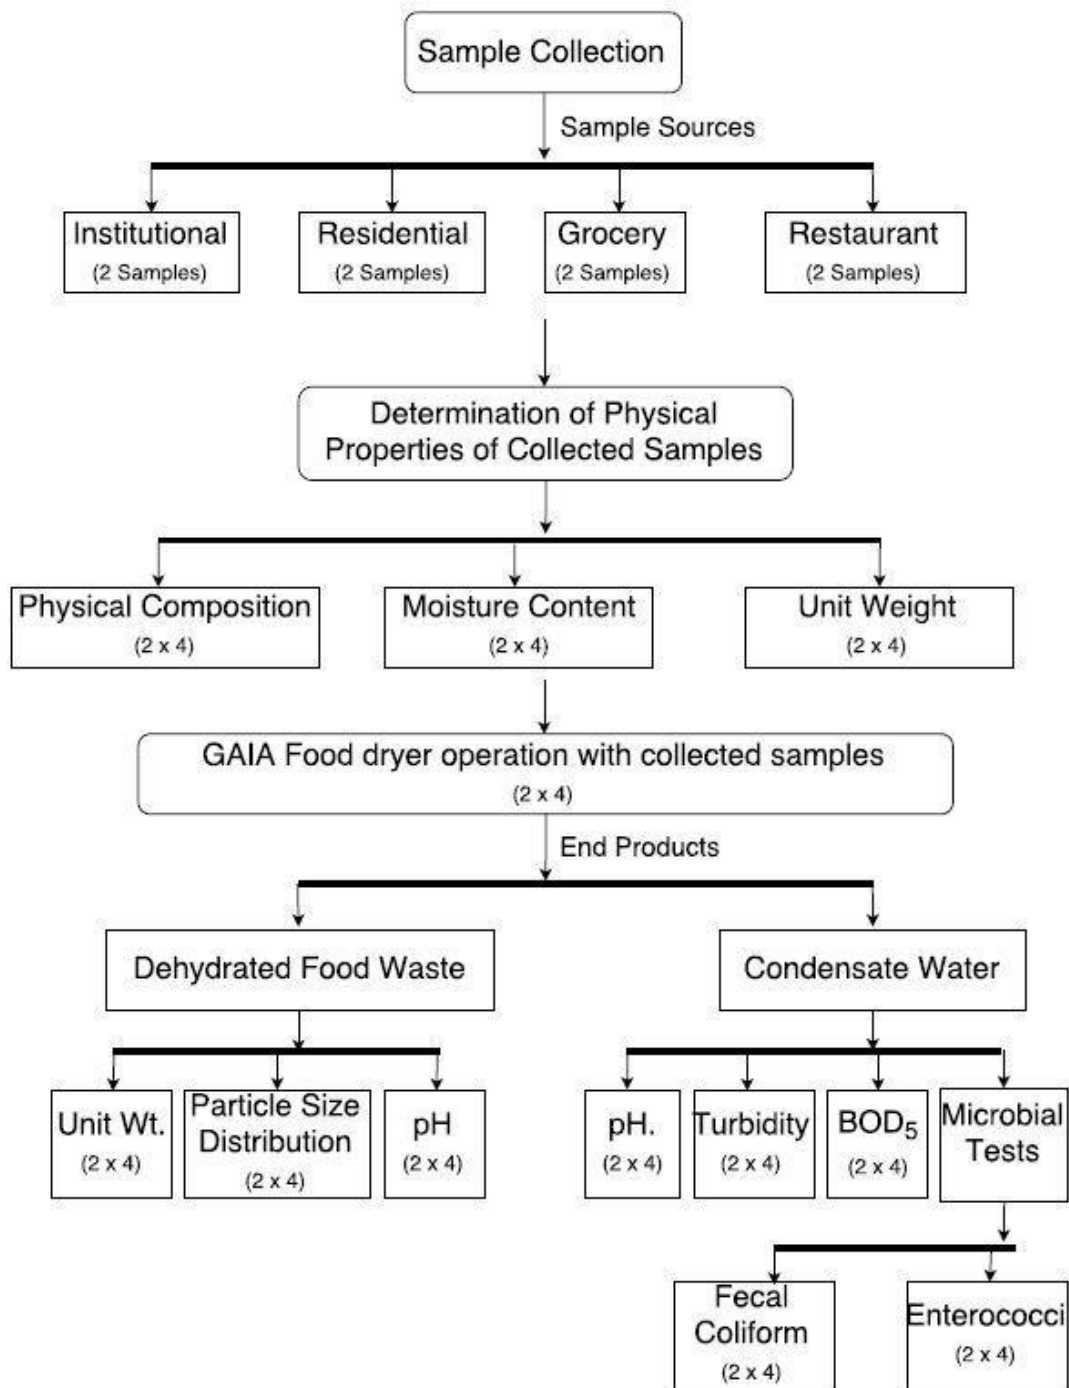 Sample Collection
Sample Sources
Institutional
(2 Samples)
Residential
(2 Samples)
Grocery
(2 Samples)
Restaurant
(2 Samples)
Determination of Physical
Properties of Collected Samples
Physical Composition
(2 x 4)
Moisture Content
(2 x 4)
Unit Weight
(2 x 4)
GAIA Food dryer operation with collected samples
(2 x 4)
End Products
Dehydrated Food Waste
Condensate Water
Unit Wt.
(2 x 4)
Particle Size
Distribution
(2 x 4)
pH
(2 x 4)
pH.
(2 x 4)
Turbidity
(2 x 4)
BOD₅
(2 x 4)
Microbial
Tests
Fecal
Coliform
(2 x 4)
Enterococci
(2 x 4)